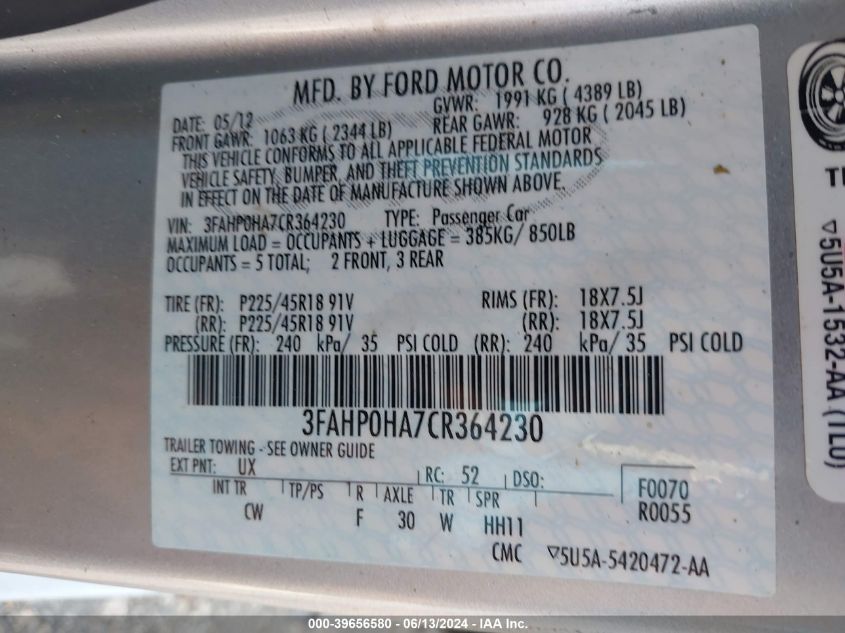 MFD. BY FORD MOTOR CO.
DATE: 05/12 GVWR: 1991 KG ( 4389 LB)
FRONT GAWR: 1063 KG ( 2344 LB) REAR GAWR: 928 KG ( 2045 LB)
THIS VEHICLE CONFORMS TO ALL APPLICABLE FEDERAL MOTOR
VEHICLE SAFETY, BUMPER, AND THEFT PREVENTION STANDARDS
IN EFFECT ON THE DATE OF MANUFACTURE SHOWN ABOVE.
VIN: 3FAHP0HA7CR364230 TYPE: Passenger Car
MAXIMUM LOAD = OCCUPANTS + LUGGAGE = 385KG/ 850LB
OCCUPANTS = 5 TOTAL; 2 FRONT, 3 REAR
TIRE (FR): P225/45R18 91V RIMS (FR): 18X7.5J
(RR): P225/45R18 91V (RR): 18X7.5J
PRESSURE (FR): 240 kPa/ 35 PSI COLD (RR): 240 kPa/ 35 PSI COLD
3FAHP0HA7CR364230
TRAILER TOWING - SEE OWNER GUIDE
EXT PNT: UX RC: 52 DSO:
INT TR TP/PS R AXLE TR SPR F0070
CW F 30 W HH11 R0055
CMC ▽5U5A-5420472-AA
▽5U5A-1532-AA (TLU)
000-39656580 - 06/13/2024 - IAA Inc.